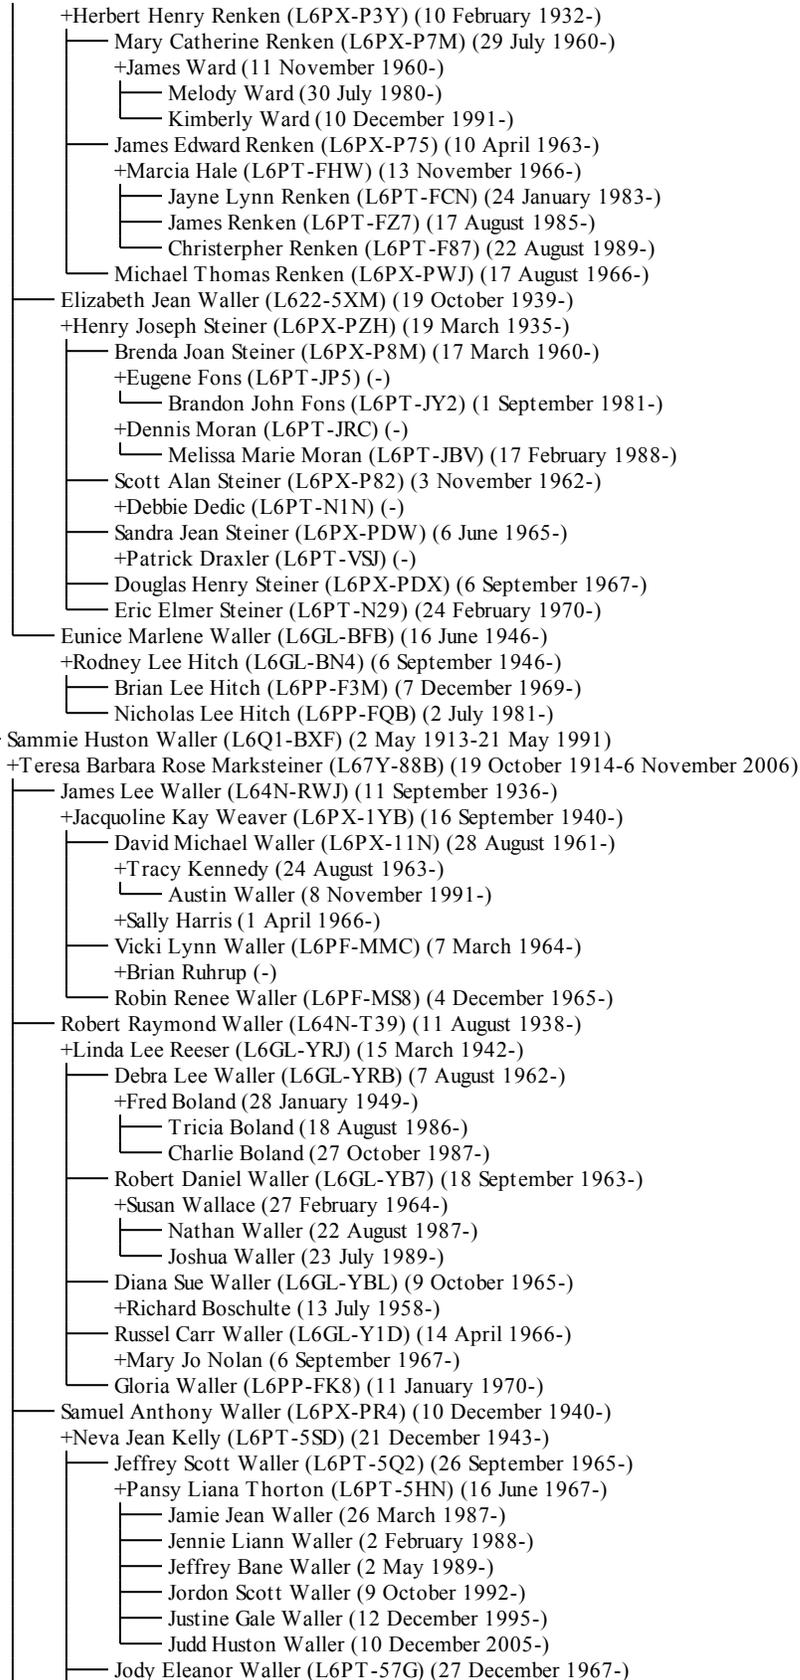 +Herbert Henry Renken (L6PX-P3Y) (10 February 1932-)
Mary Catherine Renken (L6PX-P7M) (29 July 1960-)
+James Ward (11 November 1960-)
Melody Ward (30 July 1980-)
Kimberly Ward (10 December 1991-)
James Edward Renken (L6PX-P75) (10 April 1963-)
+Marcia Hale (L6PT-FHW) (13 November 1966-)
Jayne Lynn Renken (L6PT-FCN) (24 January 1983-)
James Renken (L6PT-FZ7) (17 August 1985-)
Christerpher Renken (L6PT-F87) (22 August 1989-)
Michael Thomas Renken (L6PX-PWJ) (17 August 1966-)
Elizabeth Jean Waller (L622-5XM) (19 October 1939-)
+Henry Joseph Steiner (L6PX-PZH) (19 March 1935-)
Brenda Joan Steiner (L6PX-P8M) (17 March 1960-)
+Eugene Fons (L6PT-JP5) (-)
Brandon John Fons (L6PT-JY2) (1 September 1981-)
+Dennis Moran (L6PT-JRC) (-)
Melissa Marie Moran (L6PT-JBV) (17 February 1988-)
Scott Alan Steiner (L6PX-P82) (3 November 1962-)
+Debbie Dedic (L6PT-N1N) (-)
Sandra Jean Steiner (L6PX-PDW) (6 June 1965-)
+Patrick Draxler (L6PT-VSJ) (-)
Douglas Henry Steiner (L6PX-PDX) (6 September 1967-)
Eric Elmer Steiner (L6PT-N29) (24 February 1970-)
Eunice Marlene Waller (L6GL-BFB) (16 June 1946-)
+Rodney Lee Hitch (L6GL-BN4) (6 September 1946-)
Brian Lee Hitch (L6PP-F3M) (7 December 1969-)
Nicholas Lee Hitch (L6PP-FQB) (2 July 1981-)
Sammie Huston Waller (L6Q1-BXF) (2 May 1913-21 May 1991)
+Teresa Barbara Rose Marksteiner (L67Y-88B) (19 October 1914-6 November 2006)
James Lee Waller (L64N-RWJ) (11 September 1936-)
+Jacquoline Kay Weaver (L6PX-1YB) (16 September 1940-)
David Michael Waller (L6PX-11N) (28 August 1961-)
+Tracy Kennedy (24 August 1963-)
Austin Waller (8 November 1991-)
+Sally Harris (1 April 1966-)
Vicki Lynn Waller (L6PF-MMC) (7 March 1964-)
+Brian Ruhrup (-)
Robin Renee Waller (L6PF-MS8) (4 December 1965-)
Robert Raymond Waller (L64N-T39) (11 August 1938-)
+Linda Lee Reeser (L6GL-YRJ) (15 March 1942-)
Debra Lee Waller (L6GL-YRB) (7 August 1962-)
+Fred Boland (28 January 1949-)
Tricia Boland (18 August 1986-)
Charlie Boland (27 October 1987-)
Robert Daniel Waller (L6GL-YB7) (18 September 1963-)
+Susan Wallace (27 February 1964-)
Nathan Waller (22 August 1987-)
Joshua Waller (23 July 1989-)
Diana Sue Waller (L6GL-YBL) (9 October 1965-)
+Richard Boschulte (13 July 1958-)
Russel Carr Waller (L6GL-Y1D) (14 April 1966-)
+Mary Jo Nolan (6 September 1967-)
Gloria Waller (L6PP-FK8) (11 January 1970-)
Samuel Anthony Waller (L6PX-PR4) (10 December 1940-)
+Neva Jean Kelly (L6PT-5SD) (21 December 1943-)
Jeffrey Scott Waller (L6PT-5Q2) (26 September 1965-)
+Pansy Liana Thorton (L6PT-5HN) (16 June 1967-)
Jamie Jean Waller (26 March 1987-)
Jennie Liann Waller (2 February 1988-)
Jeffrey Bane Waller (2 May 1989-)
Jordon Scott Waller (9 October 1992-)
Justine Gale Waller (12 December 1995-)
Judd Huston Waller (10 December 2005-)
Jody Eleanor Waller (L6PT-57G) (27 December 1967-)